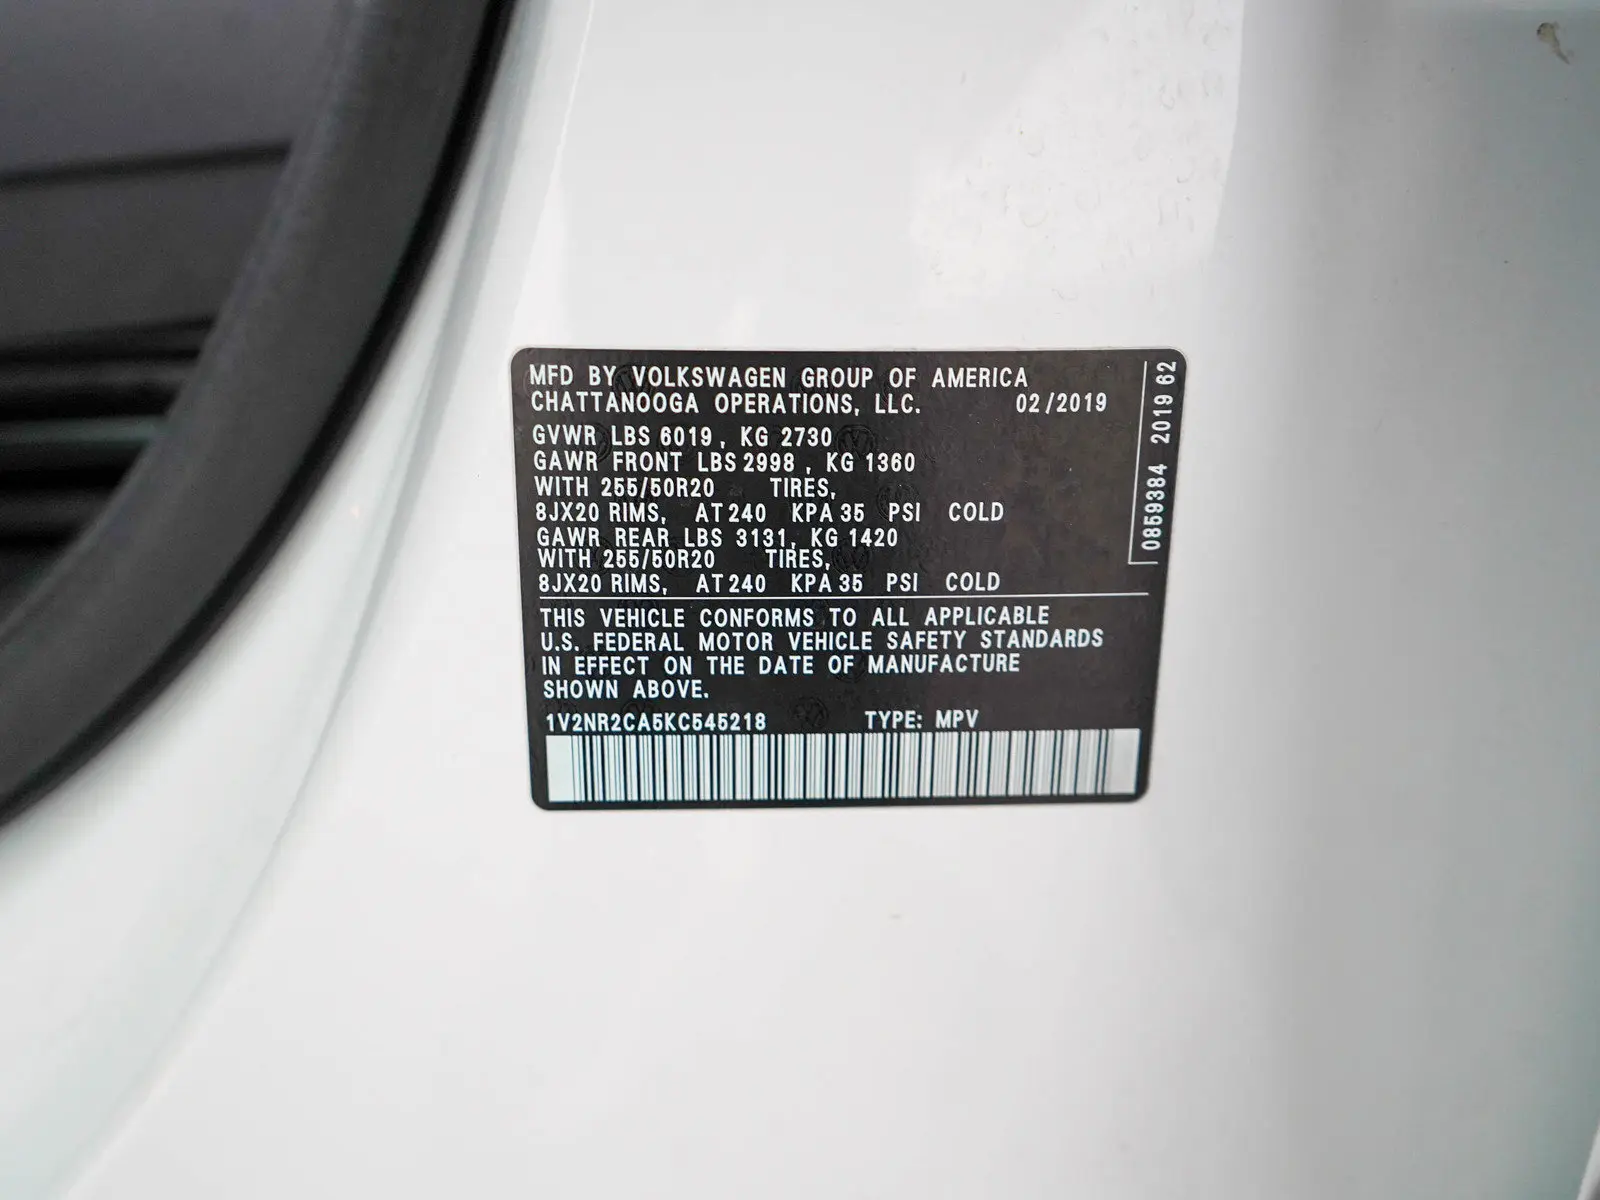 MFD BY VOLKSWAGEN GROUP OF AMERICA
CHATTANOOGA OPERATIONS, LLC. 02/2019
GVWR LBS 6019, KG 2730
GAWR FRONT LBS 2998, KG 1360
WITH 255/50R20 TIRES,
8JX20 RIMS, AT 240 KPA 35 PSI COLD
GAWR REAR LBS 3131, KG 1420
WITH 255/50R20 TIRES,
8JX20 RIMS, AT 240 KPA 35 PSI COLD
THIS VEHICLE CONFORMS TO ALL APPLICABLE
U.S. FEDERAL MOTOR VEHICLE SAFETY STANDARDS
IN EFFECT ON THE DATE OF MANUFACTURE
SHOWN ABOVE.
1V2NR2CA5KC545218 TYPE: MPV
0859384 2019 62